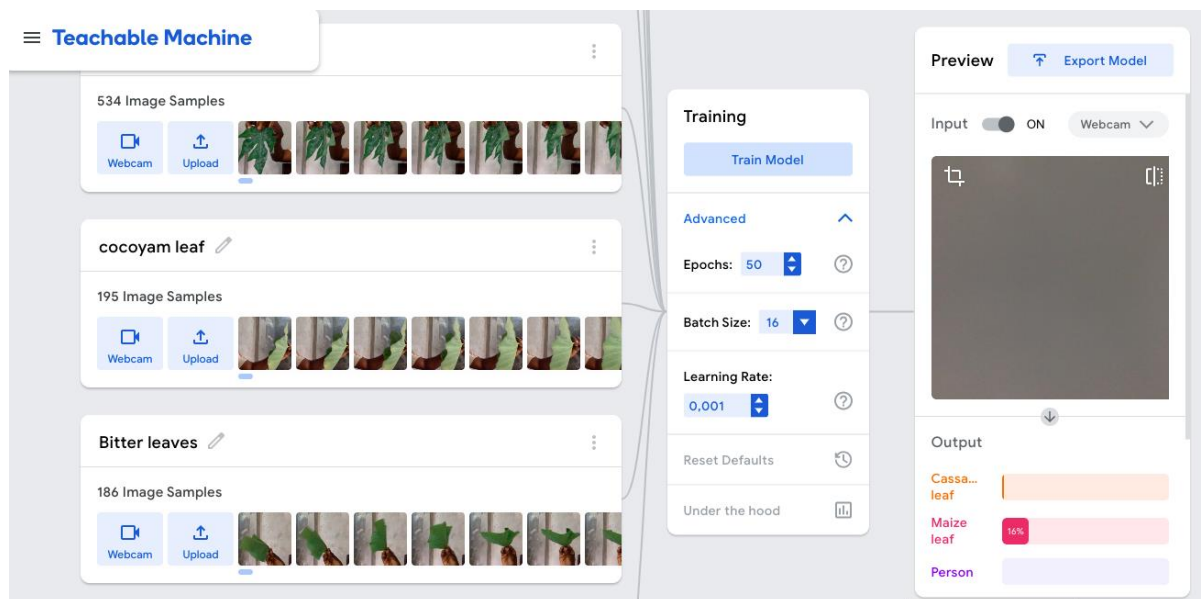 Teachable Machine
534 Image Samples
Webcam
Upload
cocoyam leaf
195 Image Samples
Webcam
Upload
Bitter leaves
186 Image Samples
Webcam
Upload
Training
Train Model
Advanced
Epochs: 50
Batch Size: 16
Learning Rate:
0,001
Reset Defaults
Under the hood
Preview
Export Model
Input ON Webcam
Output
Cassa...
leaf
Maize
leaf
16%
Person